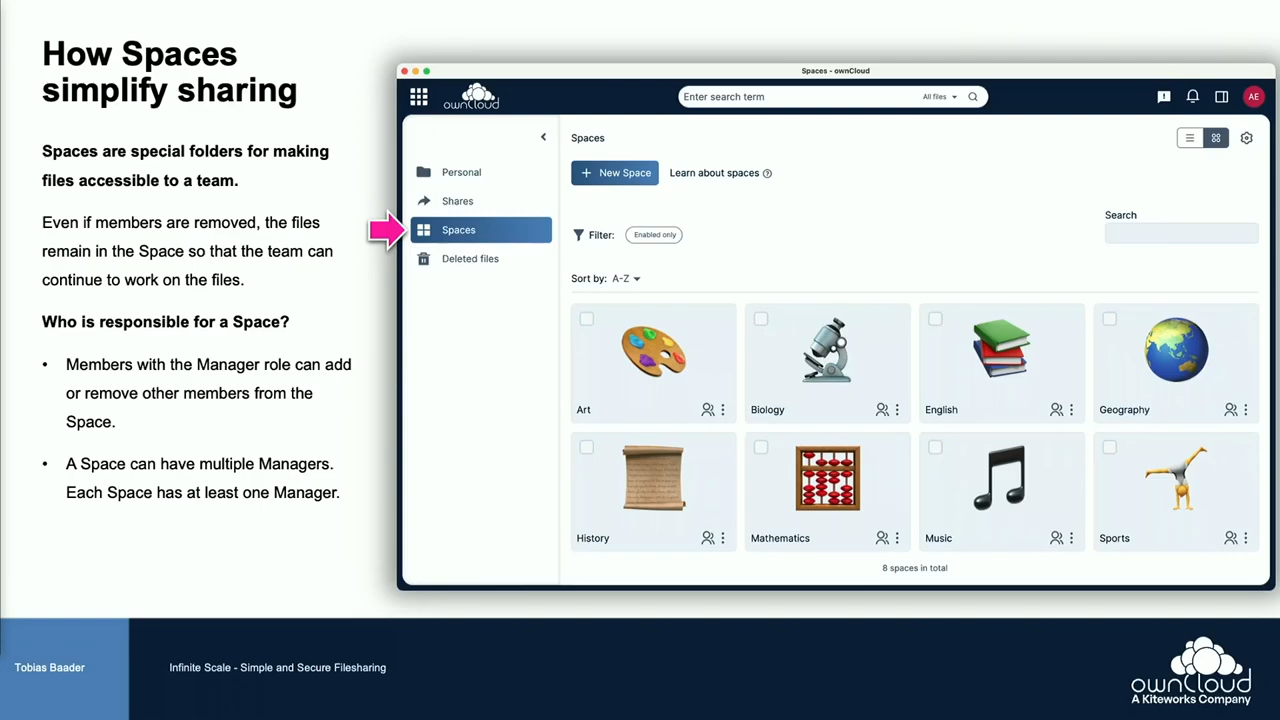 How Spaces
simplify sharing
Spaces are special folders for making
files accessible to a team.
Even if members are removed, the files
remain in the Space so that the team can
continue to work on the files.
Who is responsible for a Space?
• Members with the Manager role can add
or remove other members from the
Space.
• A Space can have multiple Managers.
Each Space has at least one Manager.
Spaces - ownCloud
ownCloud
Enter search term
All files
AE
Personal
Shares
Spaces
Deleted files
Spaces
+ New Space
Learn about spaces
Search
Filter:
Enabled only
Sort by: A-Z
Art
Biology
English
Geography
History
Mathematics
Music
Sports
8 spaces in total
Tobias Baader
Infinite Scale - Simple and Secure Filesharing
ownCloud
A Kiteworks Company